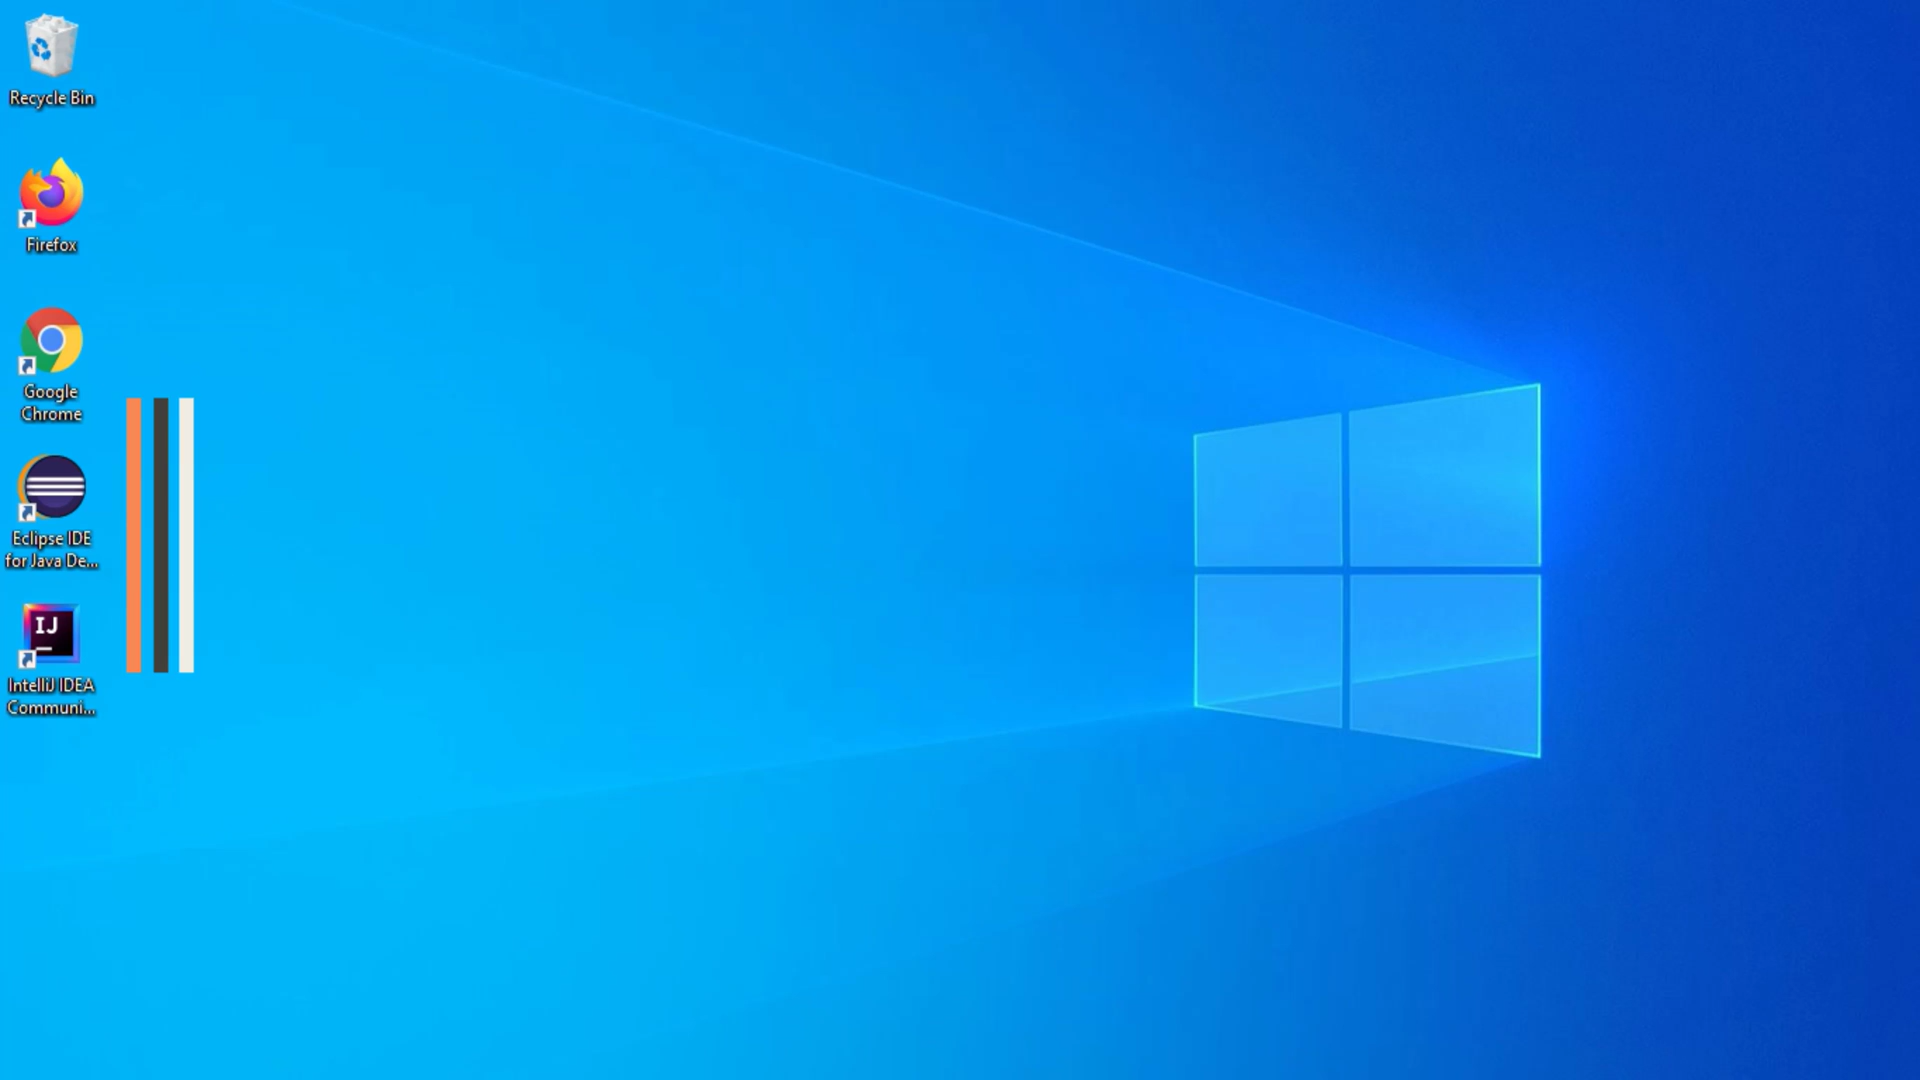 Recycle Bin
Firefox
Google
Chrome
Eclipse IDE
for Java De...
IJ
IntelliJ IDEA
Communi...